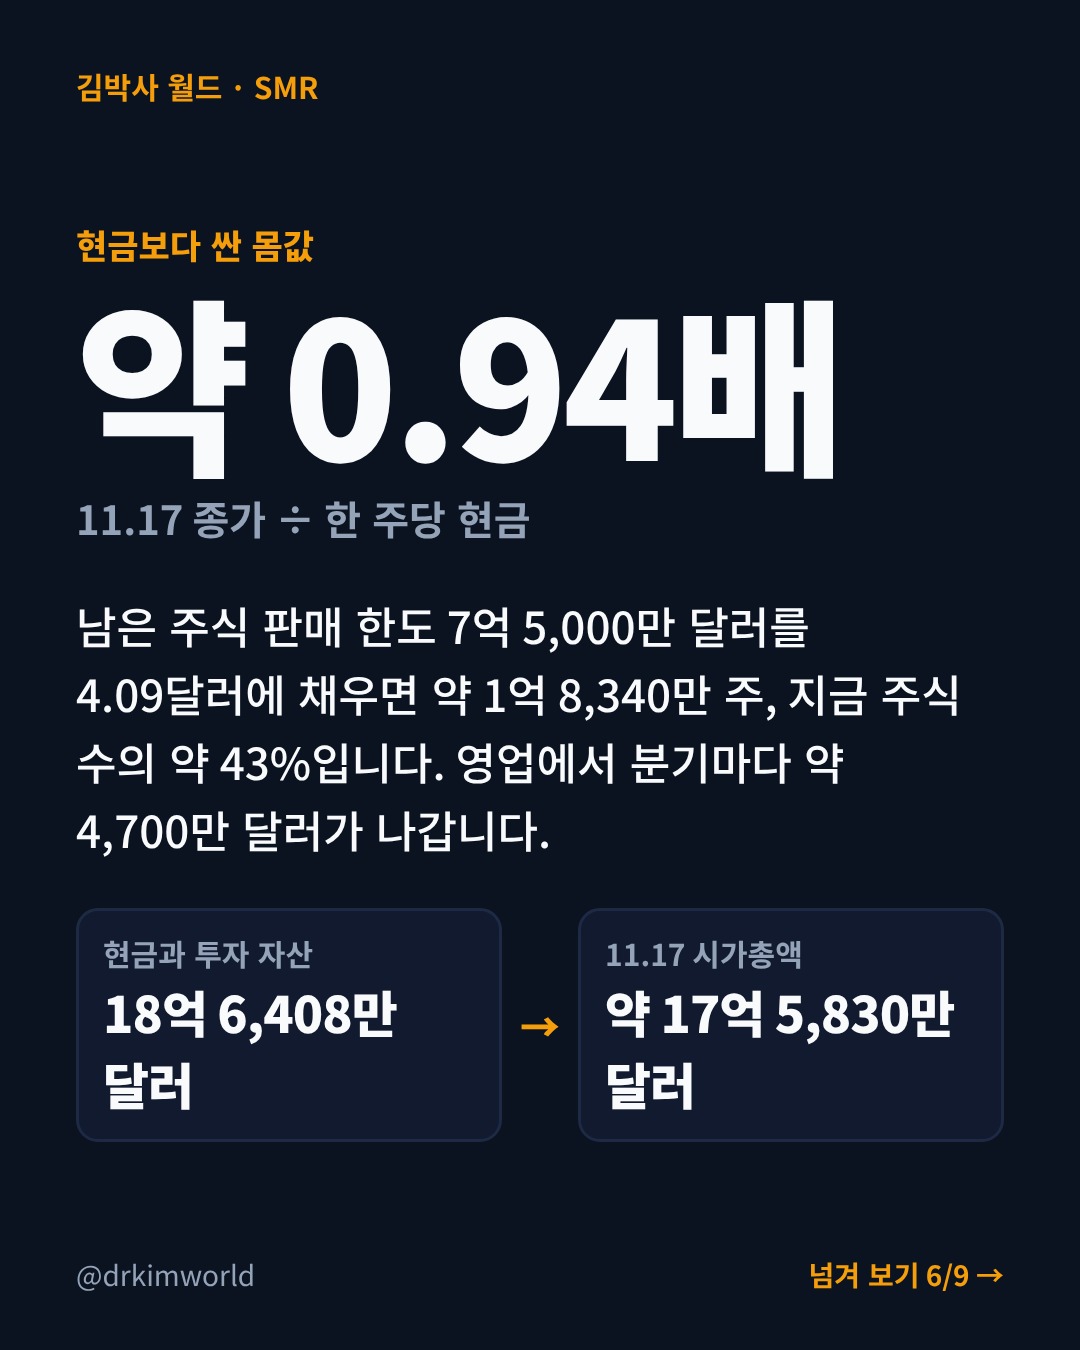 김박사 월드 · SMR
현금보다 싼 몸값
약 0.94배
11.17 종가 ÷ 한 주당 현금
남은 주식 판매 한도 7억 5,000만 달러를
4.09달러에 채우면 약 1억 8,340만 주, 지금 주식
수의 약 43%입니다. 영업에서 분기마다 약
4,700만 달러가 나갑니다.
현금과 투자 자산
18억 6,408만
달러
→
11.17 시가총액
약 17억 5,830만
달러
@drkimworld
넘겨 보기 6/9 →